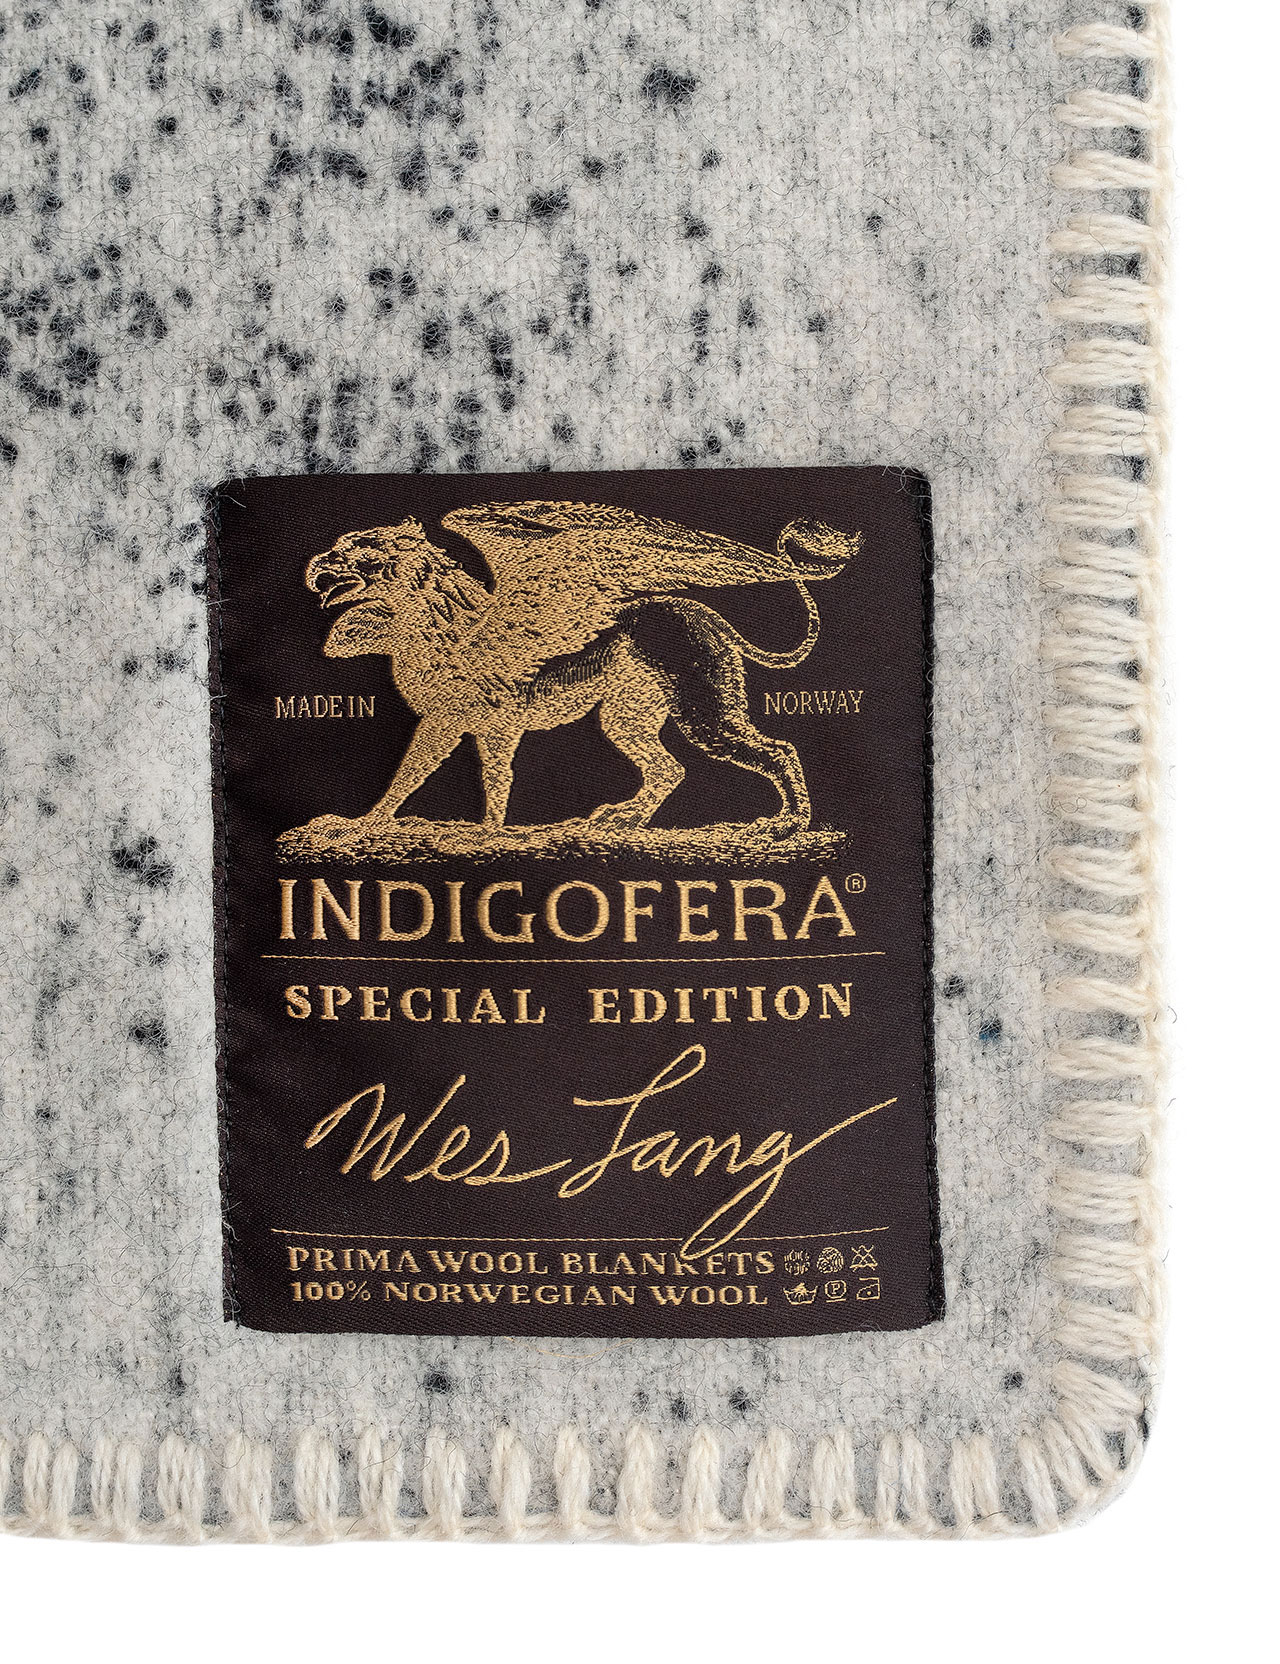 MADE IN NORWAY
INDIGOFERA®
SPECIAL EDITION
Wes Lang
PRIMA WOOL BLANKETS
100% NORWEGIAN WOOL P